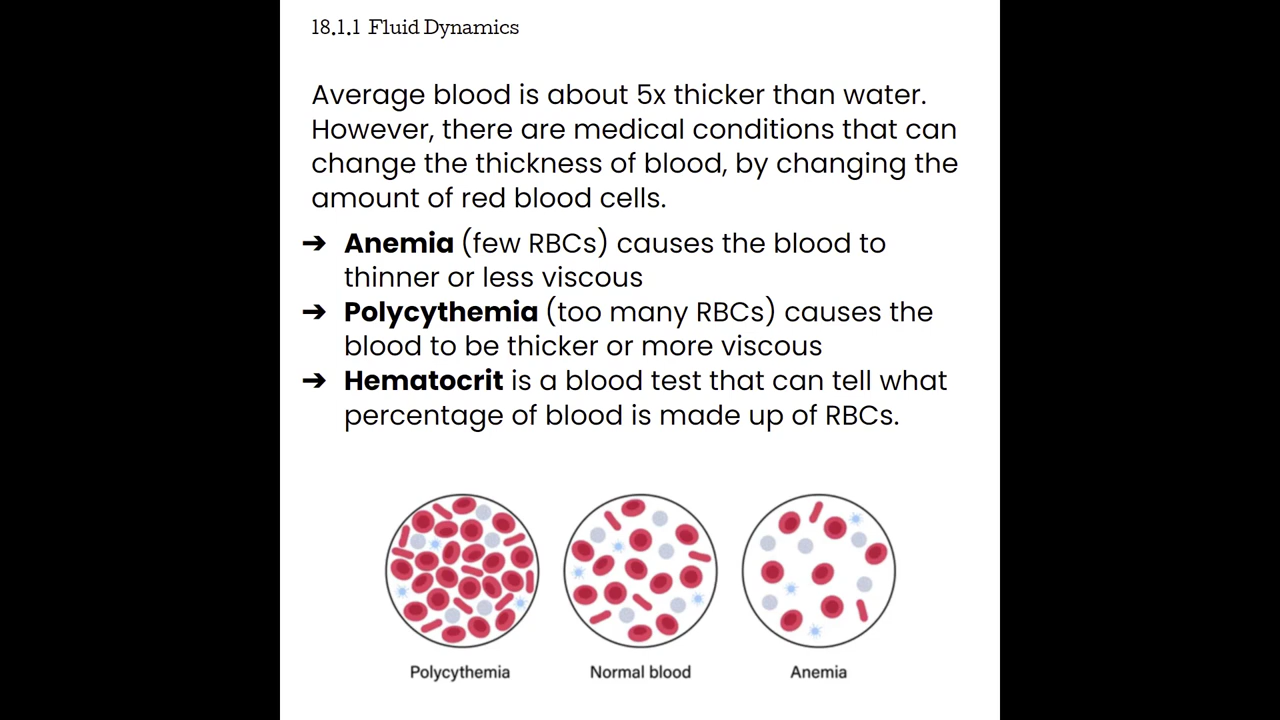 18.1.1 Fluid Dynamics
Average blood is about 5x thicker than water.
However, there are medical conditions that can
change the thickness of blood, by changing the
amount of red blood cells.
➔ Anemia (few RBCs) causes the blood to
thinner or less viscous
➔ Polycythemia (too many RBCs) causes the
blood to be thicker or more viscous
➔ Hematocrit is a blood test that can tell what
percentage of blood is made up of RBCs.
Polycythemia Normal blood Anemia